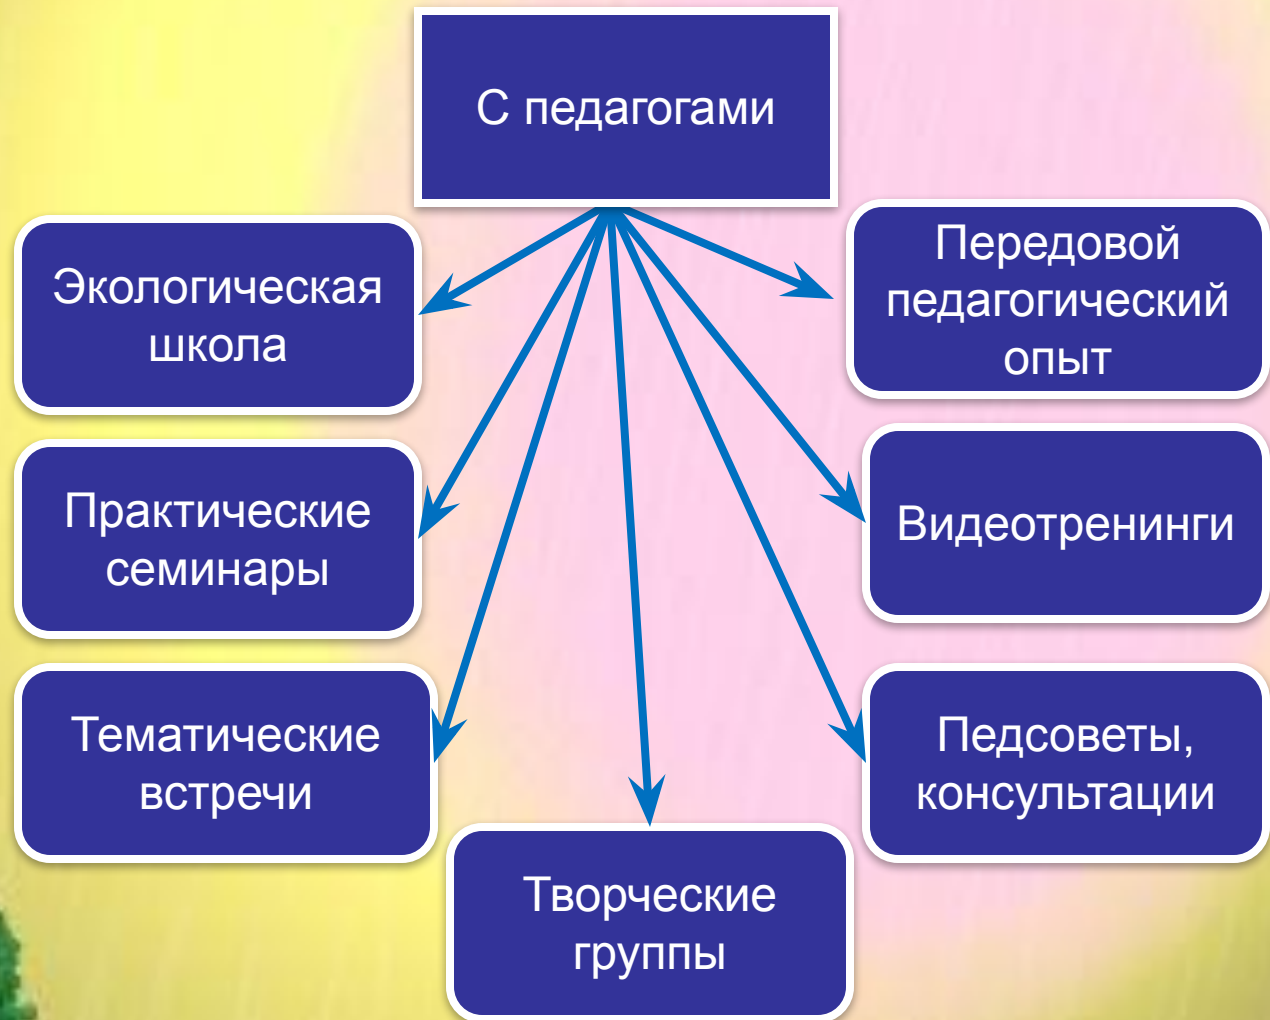 С педагогами
Экологическая
школа
Передовой
педагогический
опыт
Практические
семинары
Видеотренинги
Тематические
встречи
Педсоветы,
консультации
Творческие
группы